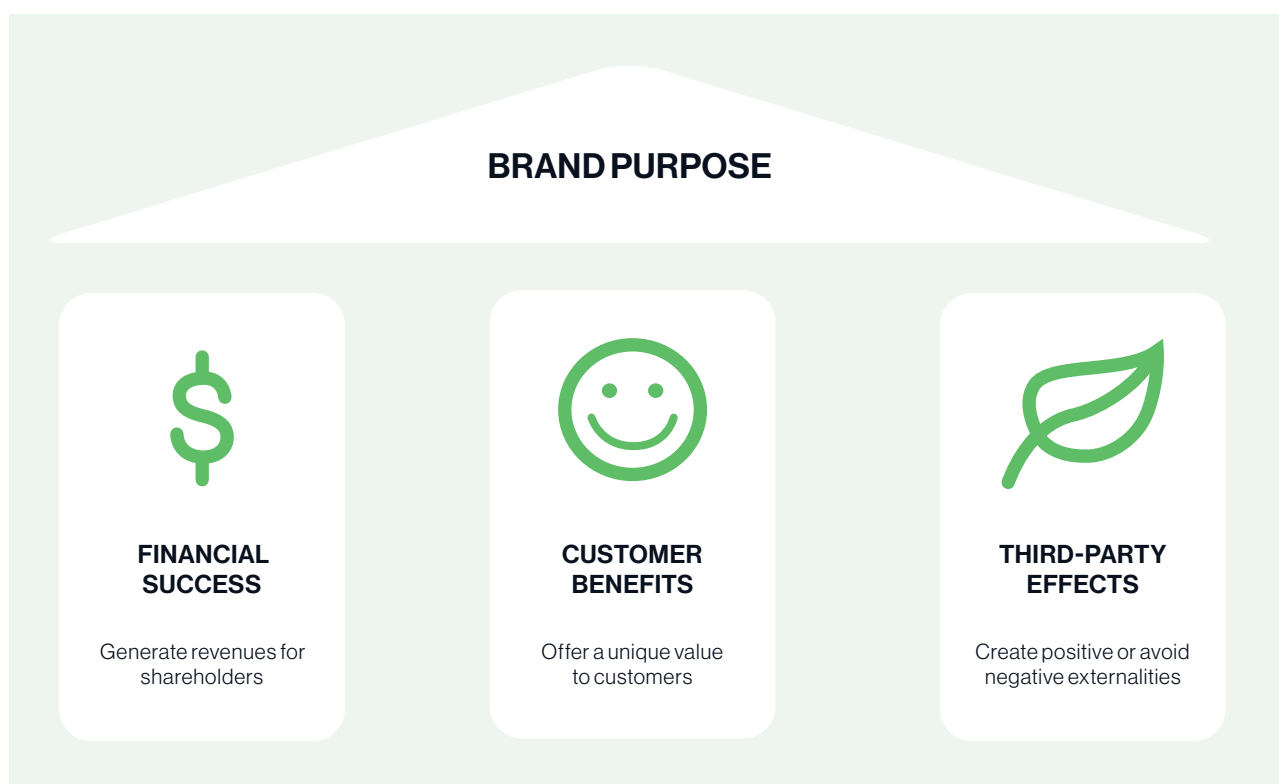 BRAND PURPOSE
FINANCIAL
SUCCESS
Generate revenues for
shareholders
CUSTOMER
BENEFITS
Offer a unique value
to customers
THIRD-PARTY
EFFECTS
Create positive or avoid
negative externalities